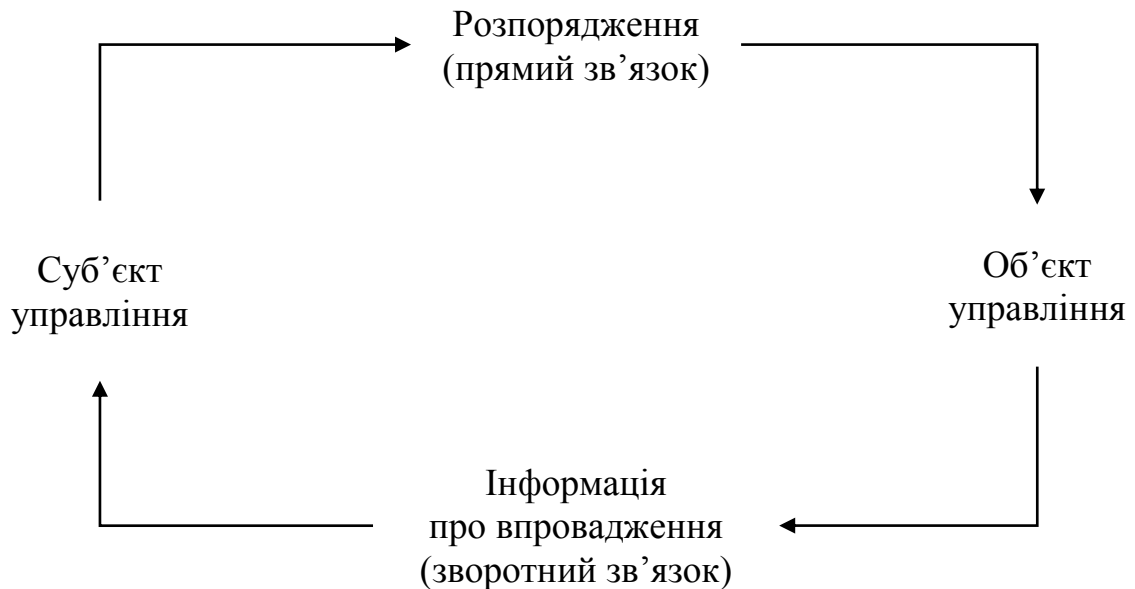 Розпорядження
(прямий зв’язок)
Суб’єкт
управління
Об’єкт
управління
Інформація
про впровадження
(зворотний зв’язок)